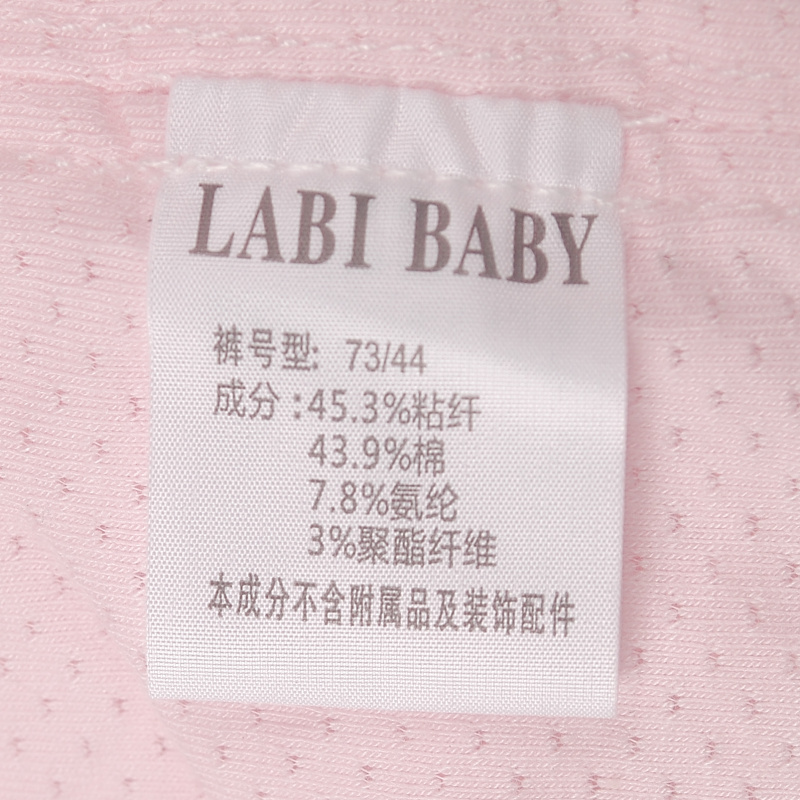 LABI BABY
裤号型: 73/44
成分:45.3%粘纤
43.9%棉
7.8%氨纶
3%聚酯纤维
本成分不含附属品及装饰配件